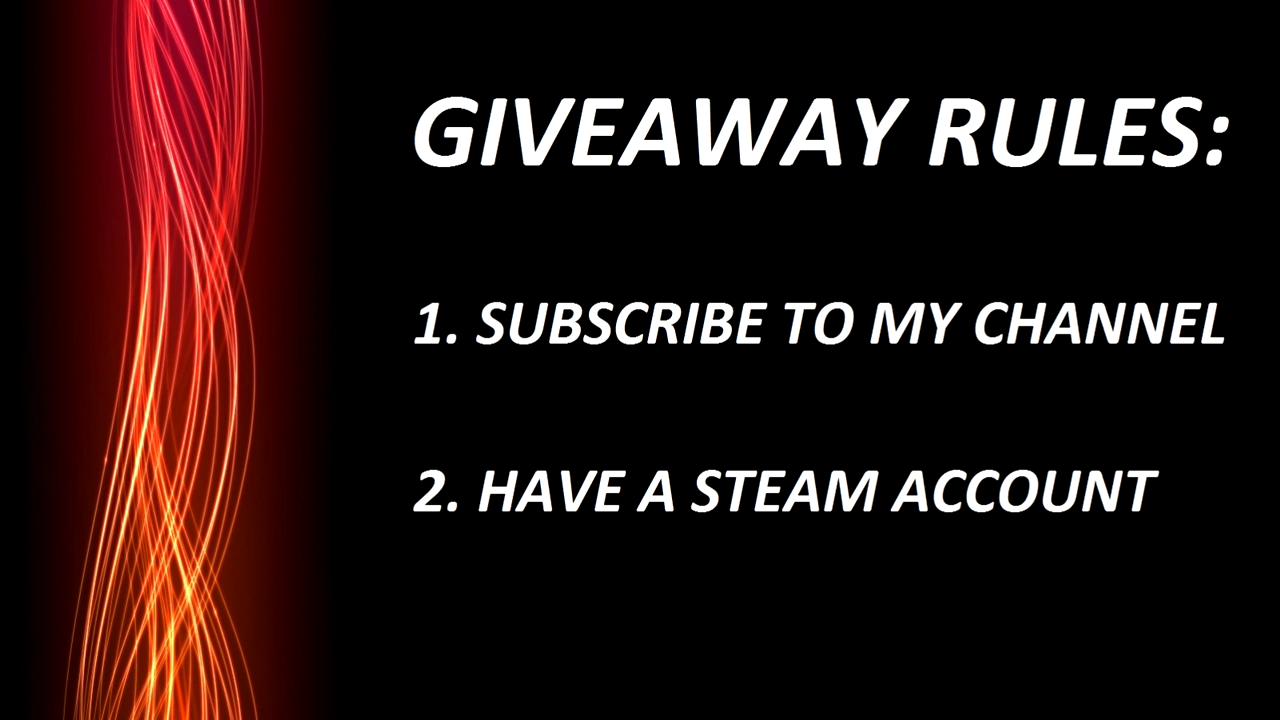 GIVEAWAY RULES:
1. SUBSCRIBE TO MY CHANNEL
2. HAVE A STEAM ACCOUNT